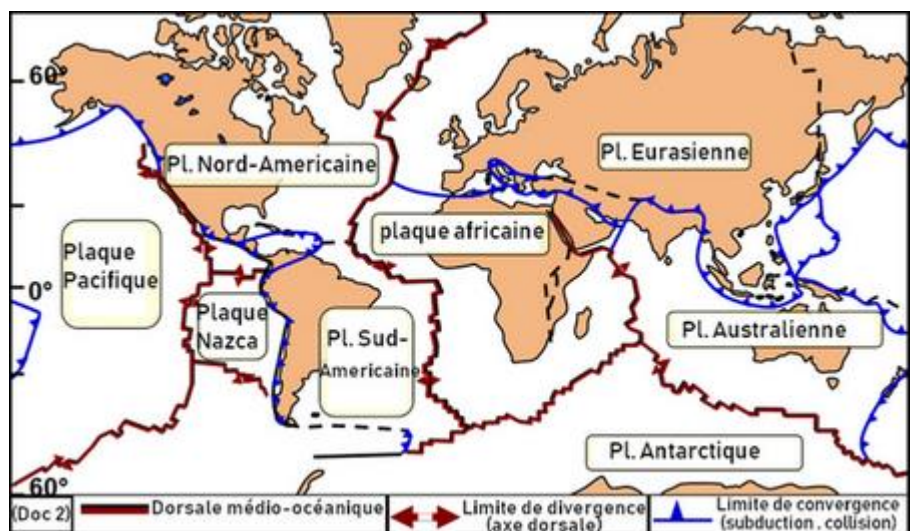 60°
Pl. Nord-Americaine
Pl. Eurasienne
plaque africaine
Plaque
Pacifique
0°
Plaque
Nazca
Pl. Sud-
Americaine
Pl. Australienne
Pl. Antarctique
60°
(Doc 2)
Dorsale médio-océanique
Limite de divergence
(axe dorsale)
Limite de convergence
(subduction . collision)